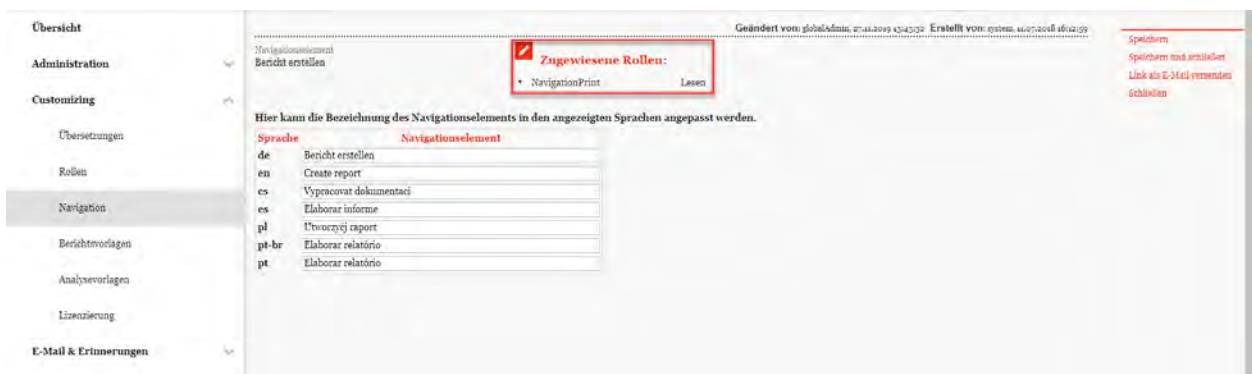 Übersicht
Administration
Customizing
Übersetzungen
Rollen
Navigation
Berichtsvorlagen
Analysevorlagen
Lizenzierung
E-Mail & Erinnerungen
Geändert von: globalAdmin, 27.11.2019 13:43:32 Erstellt von: system, 11.07.2018 16:12:59
Navigationselement
Bericht erstellen
Zugewiesene Rollen:
• NavigationPrint Lesen
Hier kann die Bezeichnung des Navigationselements in den angezeigten Sprachen angepasst werden.
Sprache Navigationselement
de Bericht erstellen
en Create report
cs Vypracovat dokumentaci
es Elaborar informe
pl Utworzyćj raport
pt-br Elaborar relatório
pt Elaborar relatório
Speichern
Speichern und schließen
Link als E-Mail versenden
Schließen